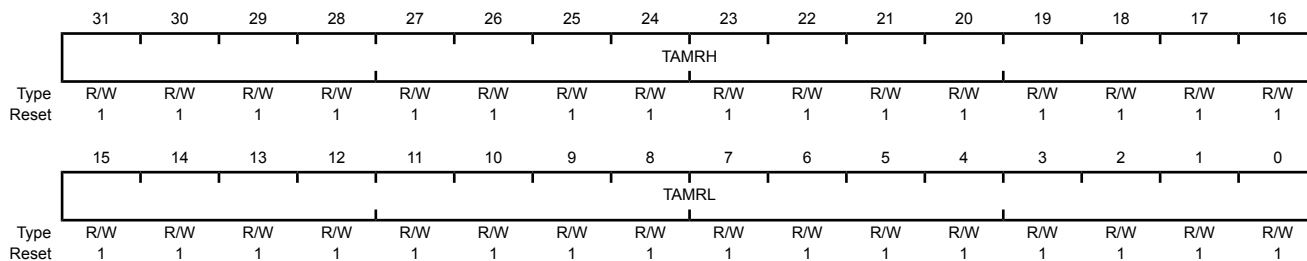 31 30 29 28 27 26 25 24 23 22 21 20 19 18 17 16
TAMRH
Type R/W R/W R/W R/W R/W R/W R/W R/W R/W R/W R/W R/W R/W R/W R/W R/W
Reset 1 1 1 1 1 1 1 1 1 1 1 1 1 1 1 1
15 14 13 12 11 10 9 8 7 6 5 4 3 2 1 0
TAMRL
Type R/W R/W R/W R/W R/W R/W R/W R/W R/W R/W R/W R/W R/W R/W R/W R/W
Reset 1 1 1 1 1 1 1 1 1 1 1 1 1 1 1 1